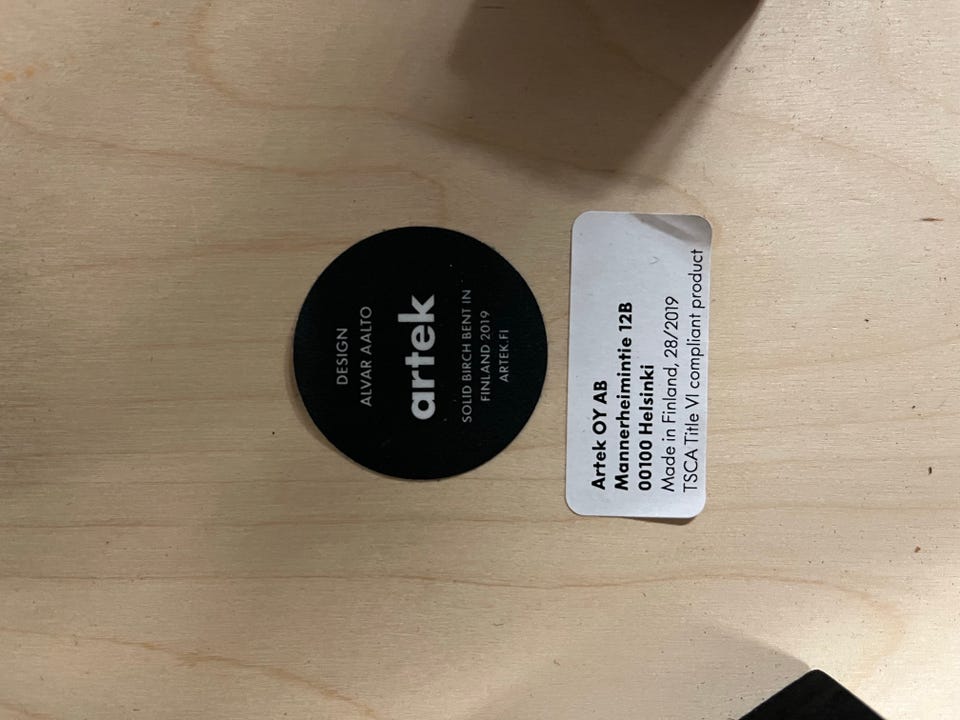 DESIGN
ALVAR AALTO
artek
SOLID BIRCH BENT IN
FINLAND 2019
ARTEK.FI
Artek OY AB
Mannerheimintie 12B
00100 Helsinki
Made in Finland, 28/2019
TSCA Title VI compliant product